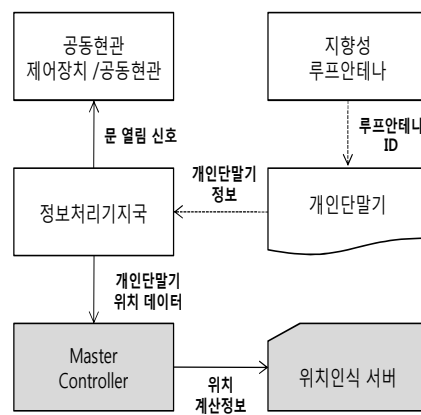 공동현관
제어장치 /공동현관
지향성
루프안테나
문 열림 신호
루프안테나
ID
개인단말기
정보
정보처리기지국
개인단말기
개인단말기
위치 데이터
Master
Controller
위치
계산정보
위치인식 서버